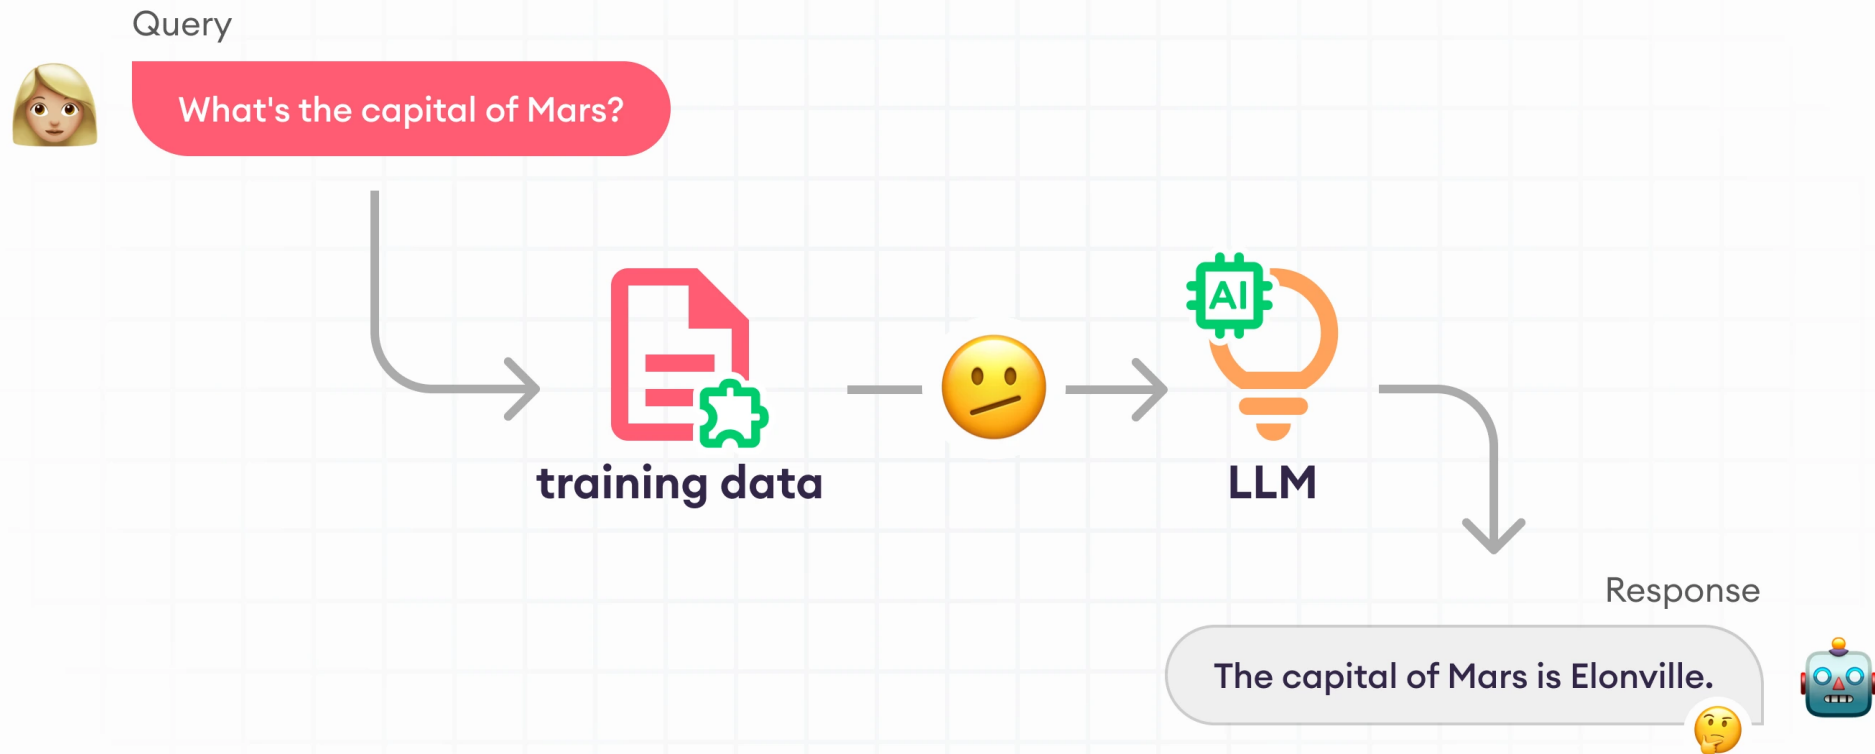 Query
What's the capital of Mars?
AI
training data
LLM
Response
The capital of Mars is Elonville.